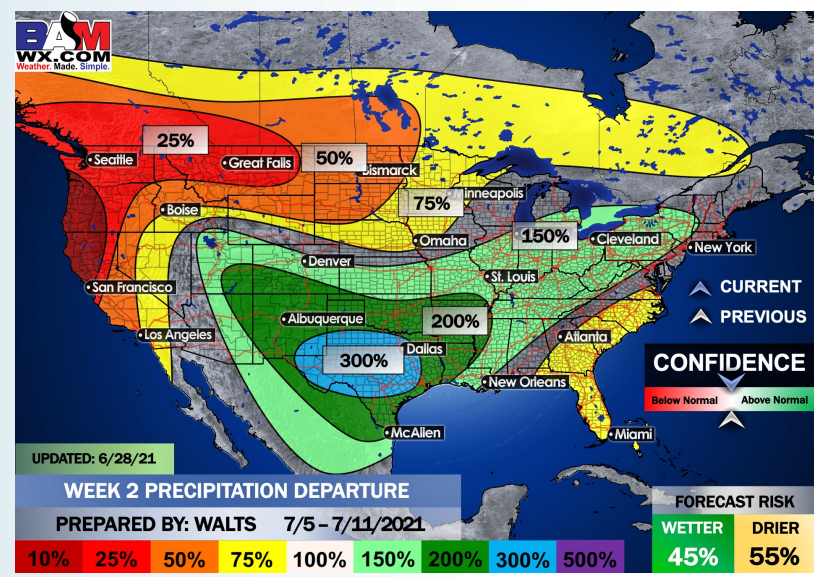 BAM
WX.COM
Weather. Made. Simple.
25%
Seattle
Great Falls
50%
Bismarck
Minneapolis
75%
Boise
Omaha
150%
Cleveland
New York
Denver
St. Louis
San Francisco
CURRENT
PREVIOUS
Albuquerque
200%
Los Angeles
Atlanta
Dallas
300%
CONFIDENCE
New Orleans
Below Normal
Above Normal
McAllen
Miami
UPDATED: 6/28/21
WEEK 2 PRECIPITATION DEPARTURE
PREPARED BY: WALTS 7/5 – 7/11/2021
FORECAST RISK
WETTER DRIER
45% 55%
10% 25% 50% 75% 100% 150% 200% 300% 500%